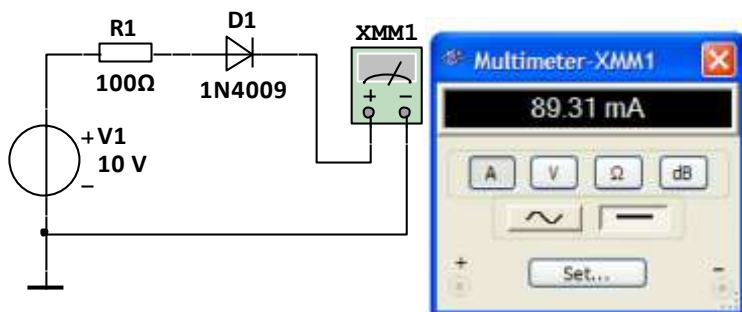 R1
100Ω
D1
1N4009
XMM1
+ −
+
V1
10 V
−
Multimeter-XMM1
89.31 mA
A V Ω dB
+ −
Set...